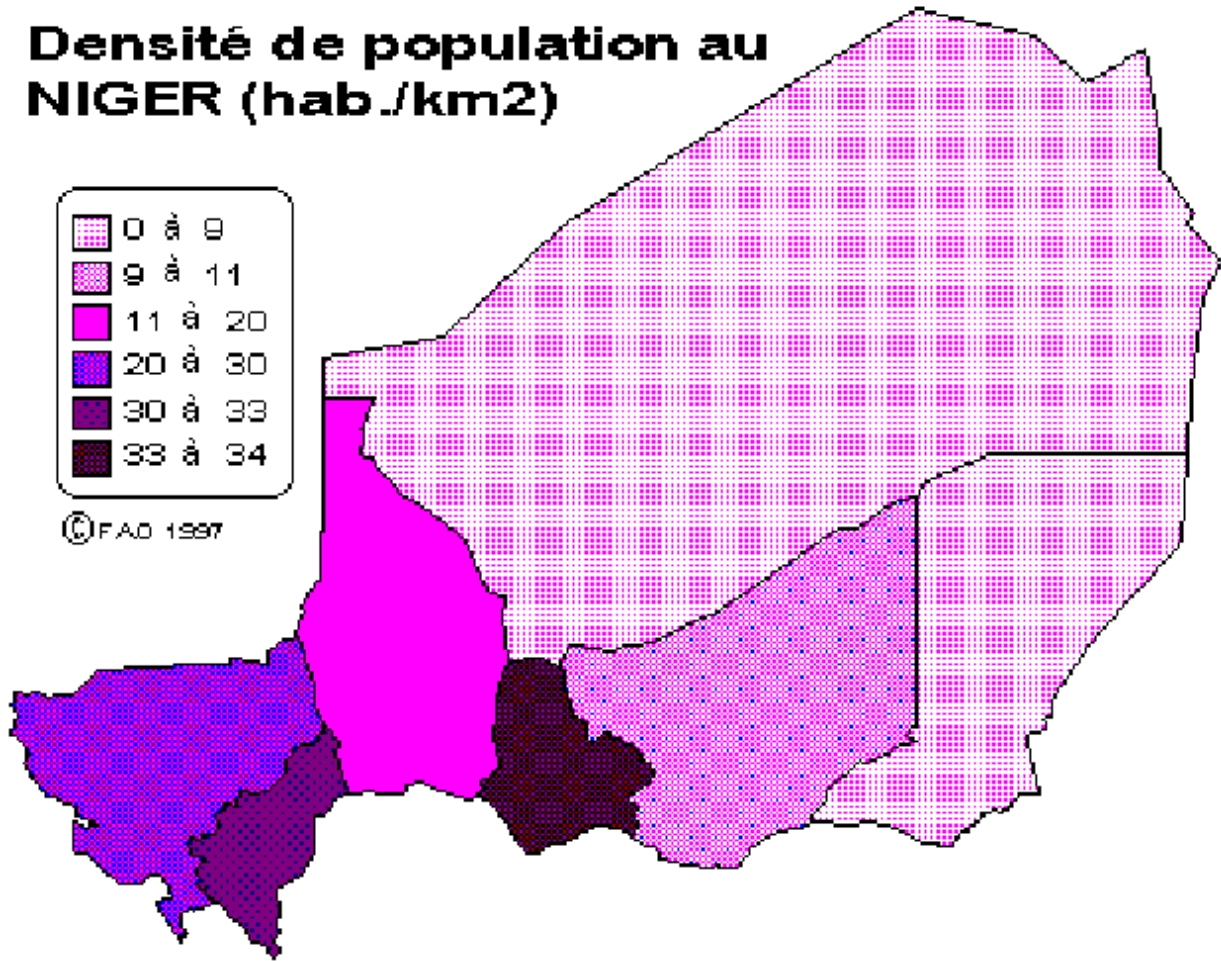 Densité de population au
NIGER (hab./km2)
0 à 9
9 à 11
11 à 20
20 à 30
30 à 33
33 à 34
©FAO 1997